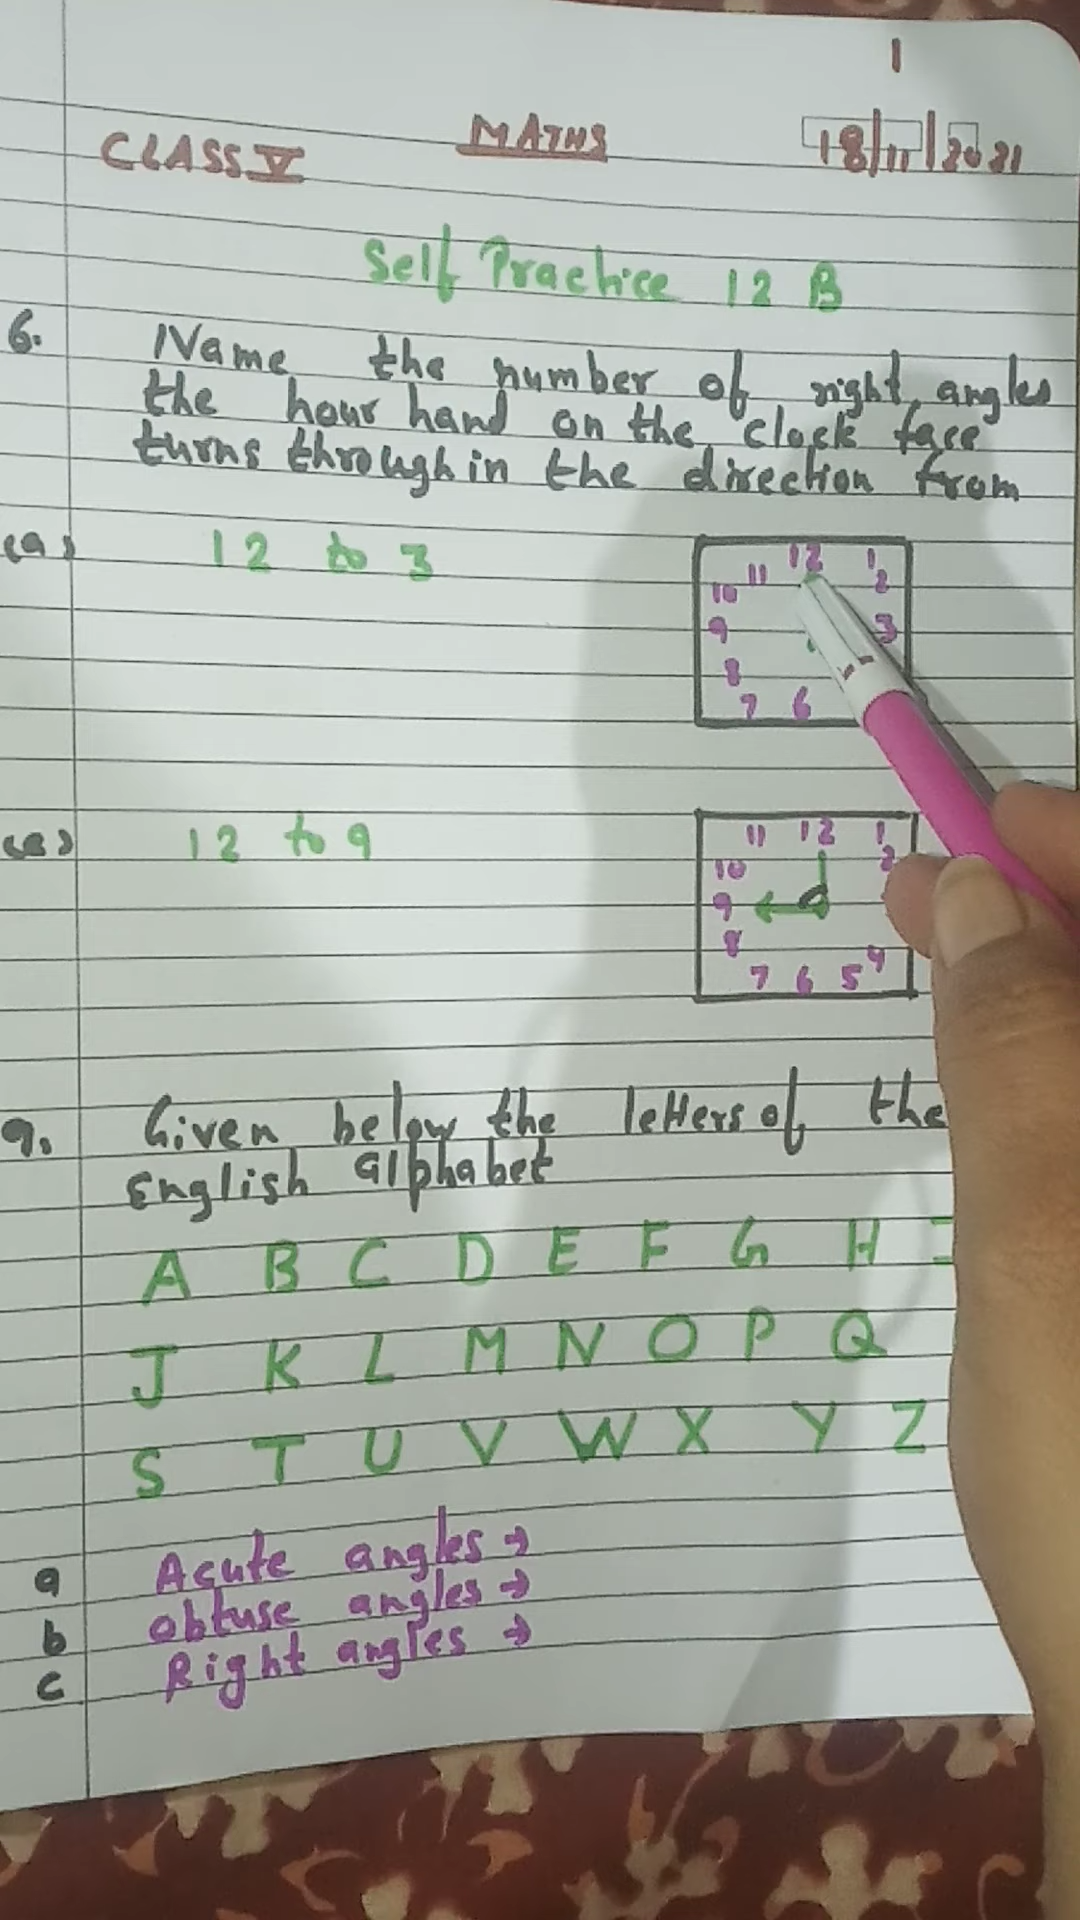 1
CLASS V MATHS 18/11/2021
Self Practice 12 B
6. Name the number of right angles
the hour hand on the clock face
turns through in the direction from
(a) 12 to 3
11 12 1
10 2
9 3
8
7 6
12 to 9
11 12 1
10 2
9
8 4
7 6 5
9. Given below the letters of the
English alphabet
A B C D E F G H
J K L M N O P Q
S T U V W X Y Z
a Acute angles →
b Obtuse angles →
c Right angles →